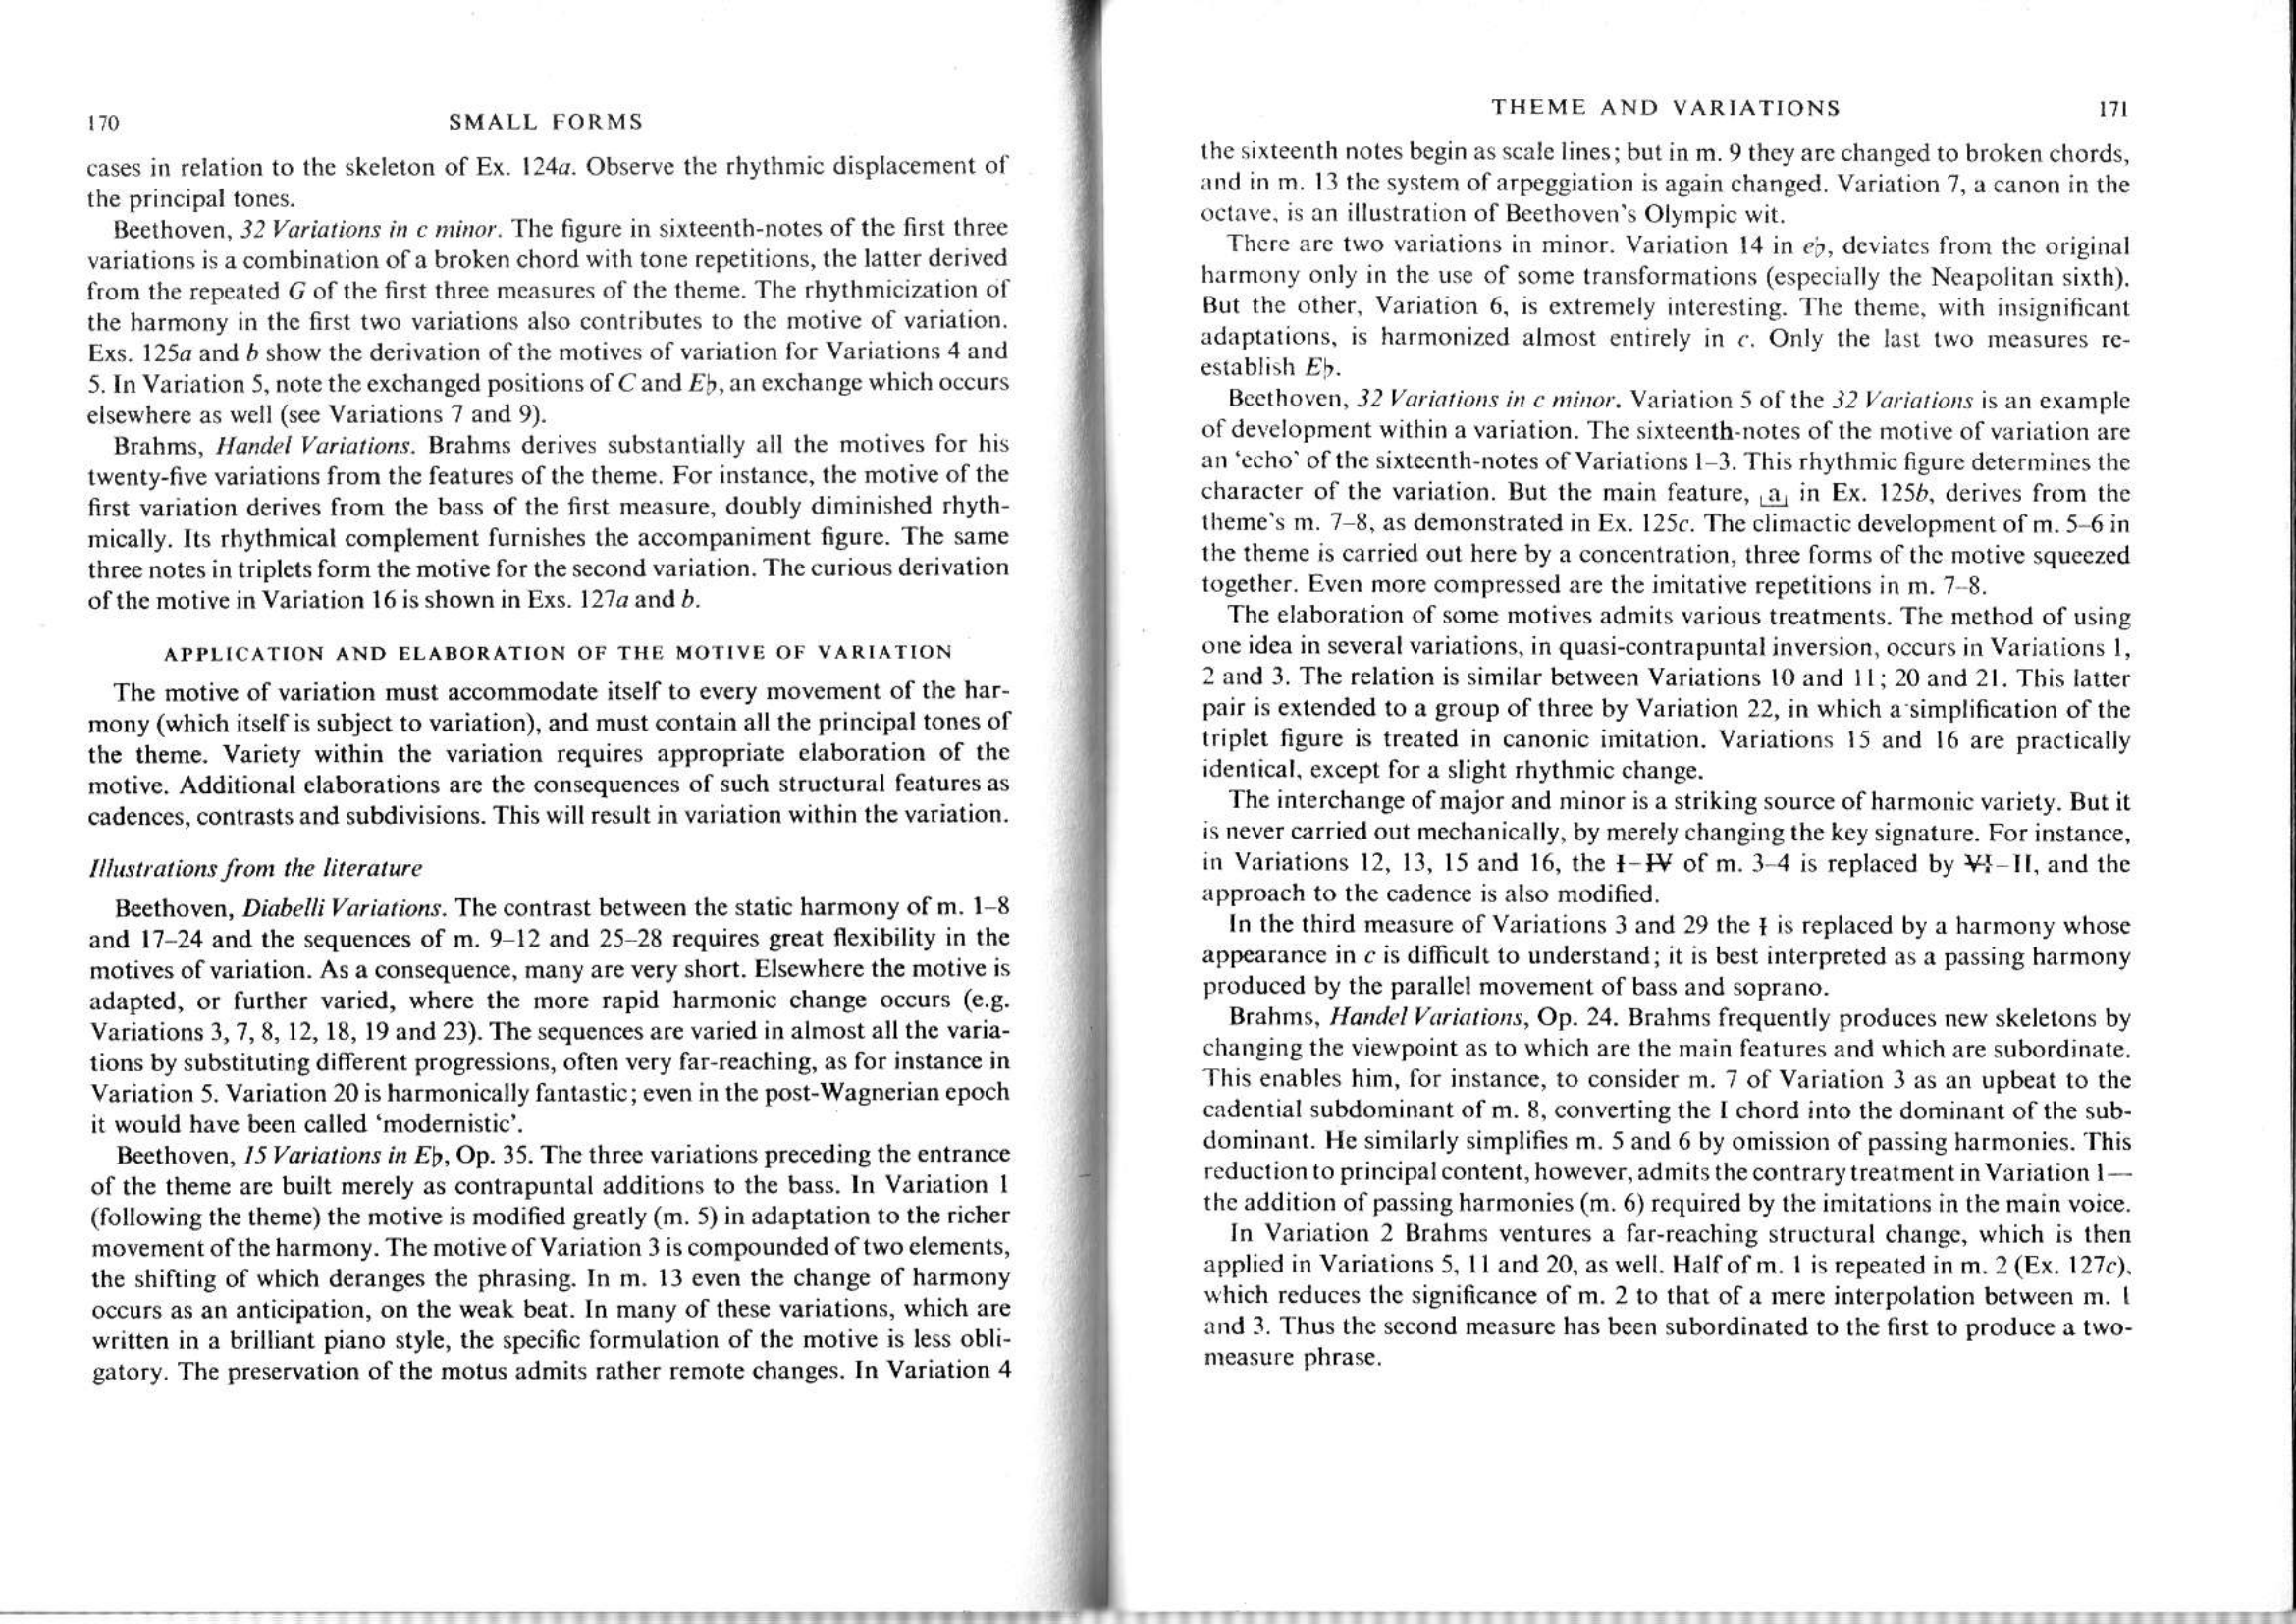 170
SMALL FORMS
cases in relation to the skeleton of Ex. 124a. Observe the rhythmic displacement of
the principal tones.
Beethoven, 32 Variations in c minor. The figure in sixteenth-notes of the first three
variations is a combination of a broken chord with tone repetitions, the latter derived
from the repeated G of the first three measures of the theme. The rhythmicization of
the harmony in the first two variations also contributes to the motive of variation.
Exs. 125a and b show the derivation of the motives of variation for Variations 4 and
5. In Variation 5, note the exchanged positions of C and E♭, an exchange which occurs
elsewhere as well (see Variations 7 and 9).
Brahms, Handel Variations. Brahms derives substantially all the motives for his
twenty-five variations from the features of the theme. For instance, the motive of the
first variation derives from the bass of the first measure, doubly diminished rhyth-
mically. Its rhythmical complement furnishes the accompaniment figure. The same
three notes in triplets form the motive for the second variation. The curious derivation
of the motive in Variation 16 is shown in Exs. 127a and b.
APPLICATION AND ELABORATION OF THE MOTIVE OF VARIATION
The motive of variation must accommodate itself to every movement of the har-
mony (which itself is subject to variation), and must contain all the principal tones of
the theme. Variety within the variation requires appropriate elaboration of the
motive. Additional elaborations are the consequences of such structural features as
cadences, contrasts and subdivisions. This will result in variation within the variation.
Illustrations from the literature
Beethoven, Diabelli Variations. The contrast between the static harmony of m. 1–8
and 17–24 and the sequences of m. 9–12 and 25–28 requires great flexibility in the
motives of variation. As a consequence, many are very short. Elsewhere the motive is
adapted, or further varied, where the more rapid harmonic change occurs (e.g.
Variations 3, 7, 8, 12, 18, 19 and 23). The sequences are varied in almost all the varia-
tions by substituting different progressions, often very far-reaching, as for instance in
Variation 5. Variation 20 is harmonically fantastic; even in the post-Wagnerian epoch
it would have been called ‘modernistic’.
Beethoven, 15 Variations in E♭, Op. 35. The three variations preceding the entrance
of the theme are built merely as contrapuntal additions to the bass. In Variation 1
(following the theme) the motive is modified greatly (m. 5) in adaptation to the richer
movement of the harmony. The motive of Variation 3 is compounded of two elements,
the shifting of which deranges the phrasing. In m. 13 even the change of harmony
occurs as an anticipation, on the weak beat. In many of these variations, which are
written in a brilliant piano style, the specific formulation of the motive is less obli-
gatory. The preservation of the motus admits rather remote changes. In Variation 4
THEME AND VARIATIONS
171
the sixteenth notes begin as scale lines; but in m. 9 they are changed to broken chords,
and in m. 13 the system of arpeggiation is again changed. Variation 7, a canon in the
octave, is an illustration of Beethoven's Olympic wit.
There are two variations in minor. Variation 14 in e♭, deviates from the original
harmony only in the use of some transformations (especially the Neapolitan sixth).
But the other, Variation 6, is extremely interesting. The theme, with insignificant
adaptations, is harmonized almost entirely in c. Only the last two measures re-
establish E♭.
Beethoven, 32 Variations in c minor. Variation 5 of the 32 Variations is an example
of development within a variation. The sixteenth-notes of the motive of variation are
an ‘echo’ of the sixteenth-notes of Variations 1–3. This rhythmic figure determines the
character of the variation. But the main feature, a in Ex. 125b, derives from the
theme's m. 7–8, as demonstrated in Ex. 125c. The climactic development of m. 5–6 in
the theme is carried out here by a concentration, three forms of the motive squeezed
together. Even more compressed are the imitative repetitions in m. 7–8.
The elaboration of some motives admits various treatments. The method of using
one idea in several variations, in quasi-contrapuntal inversion, occurs in Variations 1,
2 and 3. The relation is similar between Variations 10 and 11; 20 and 21. This latter
pair is extended to a group of three by Variation 22, in which a simplification of the
triplet figure is treated in canonic imitation. Variations 15 and 16 are practically
identical, except for a slight rhythmic change.
The interchange of major and minor is a striking source of harmonic variety. But it
is never carried out mechanically, by merely changing the key signature. For instance,
in Variations 12, 13, 15 and 16, the I–IV of m. 3–4 is replaced by VI–II, and the
approach to the cadence is also modified.
In the third measure of Variations 3 and 29 the I is replaced by a harmony whose
appearance in c is difficult to understand; it is best interpreted as a passing harmony
produced by the parallel movement of bass and soprano.
Brahms, Handel Variations, Op. 24. Brahms frequently produces new skeletons by
changing the viewpoint as to which are the main features and which are subordinate.
This enables him, for instance, to consider m. 7 of Variation 3 as an upbeat to the
cadential subdominant of m. 8, converting the I chord into the dominant of the sub-
dominant. He similarly simplifies m. 5 and 6 by omission of passing harmonies. This
reduction to principal content, however, admits the contrary treatment in Variation 1—
the addition of passing harmonies (m. 6) required by the imitations in the main voice.
In Variation 2 Brahms ventures a far-reaching structural change, which is then
applied in Variations 5, 11 and 20, as well. Half of m. 1 is repeated in m. 2 (Ex. 127c),
which reduces the significance of m. 2 to that of a mere interpolation between m. 1
and 3. Thus the second measure has been subordinated to the first to produce a two-
measure phrase.